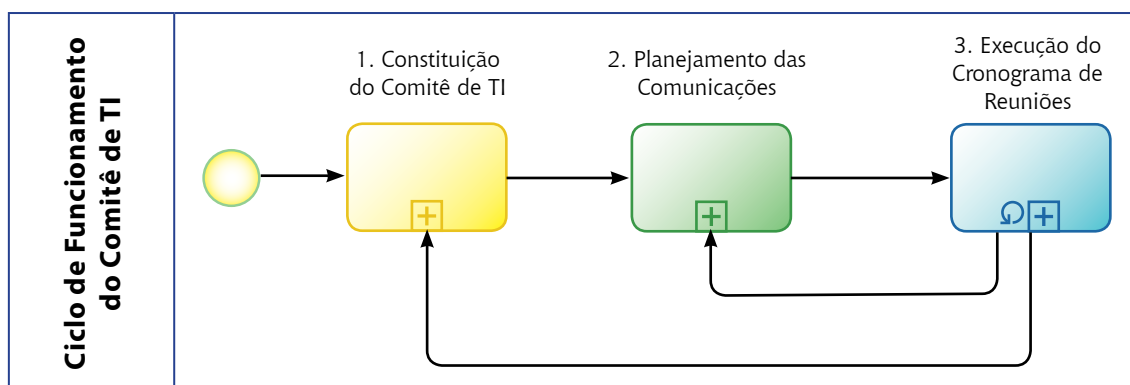 Ciclo de Funcionamento
do Comitê de TI
1. Constituição
do Comitê de TI
2. Planejamento das
Comunicações
3. Execução do
Cronograma de
Reuniões